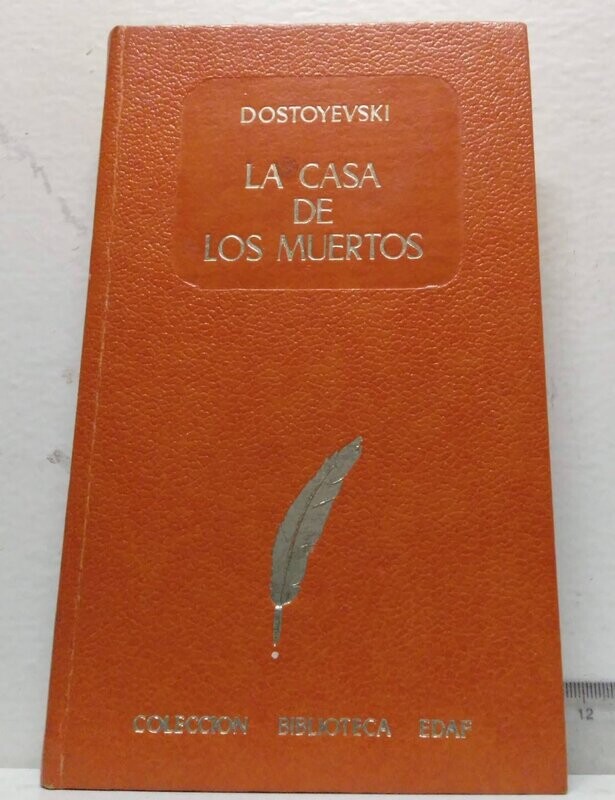 DOSTOYEVSKI
LA CASA
DE
LOS MUERTOS
COLECCION BIBLIOTECA EDAF
12